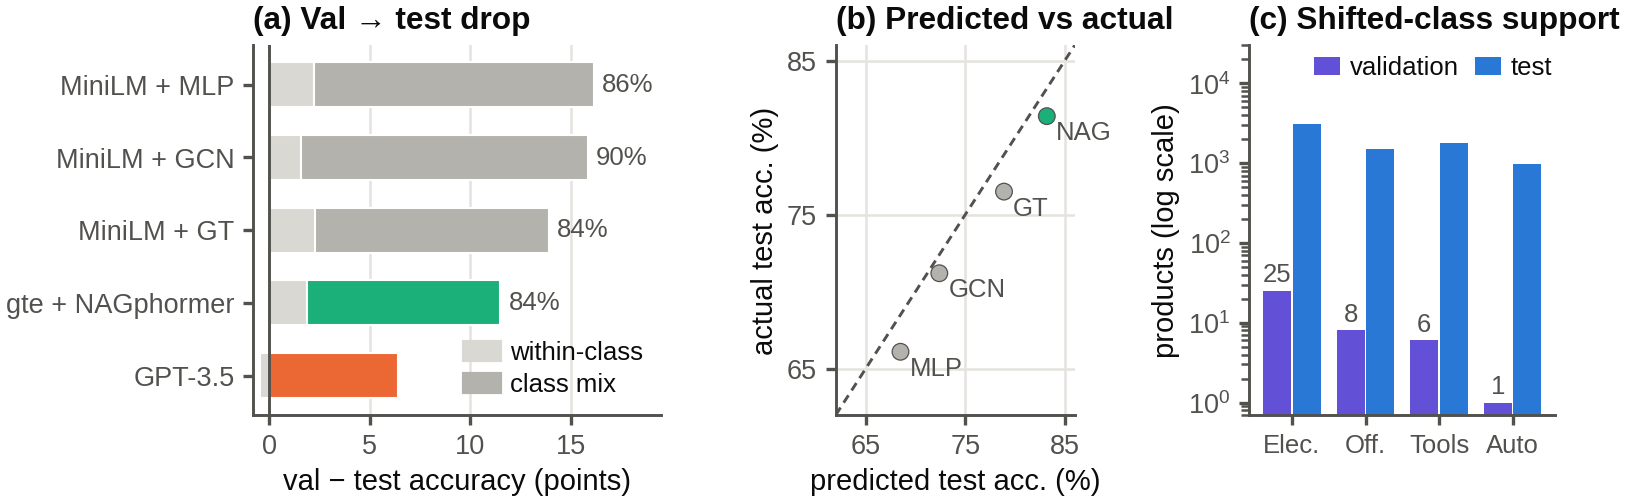 (a) Val → test drop
MiniLM + MLP
86%
MiniLM + GCN
90%
MiniLM + GT
84%
gte + NAGphormer
84%
GPT-3.5
within-class
class mix
0 5 10 15
val − test accuracy (points)
(b) Predicted vs actual
actual test acc. (%)
85
75
65
NAG
GT
GCN
MLP
65 75 85
predicted test acc. (%)
(c) Shifted-class support
products (log scale)
validation test
10⁴
10³
10²
10¹
10⁰
25
8
6
1
Elec. Off. Tools Auto